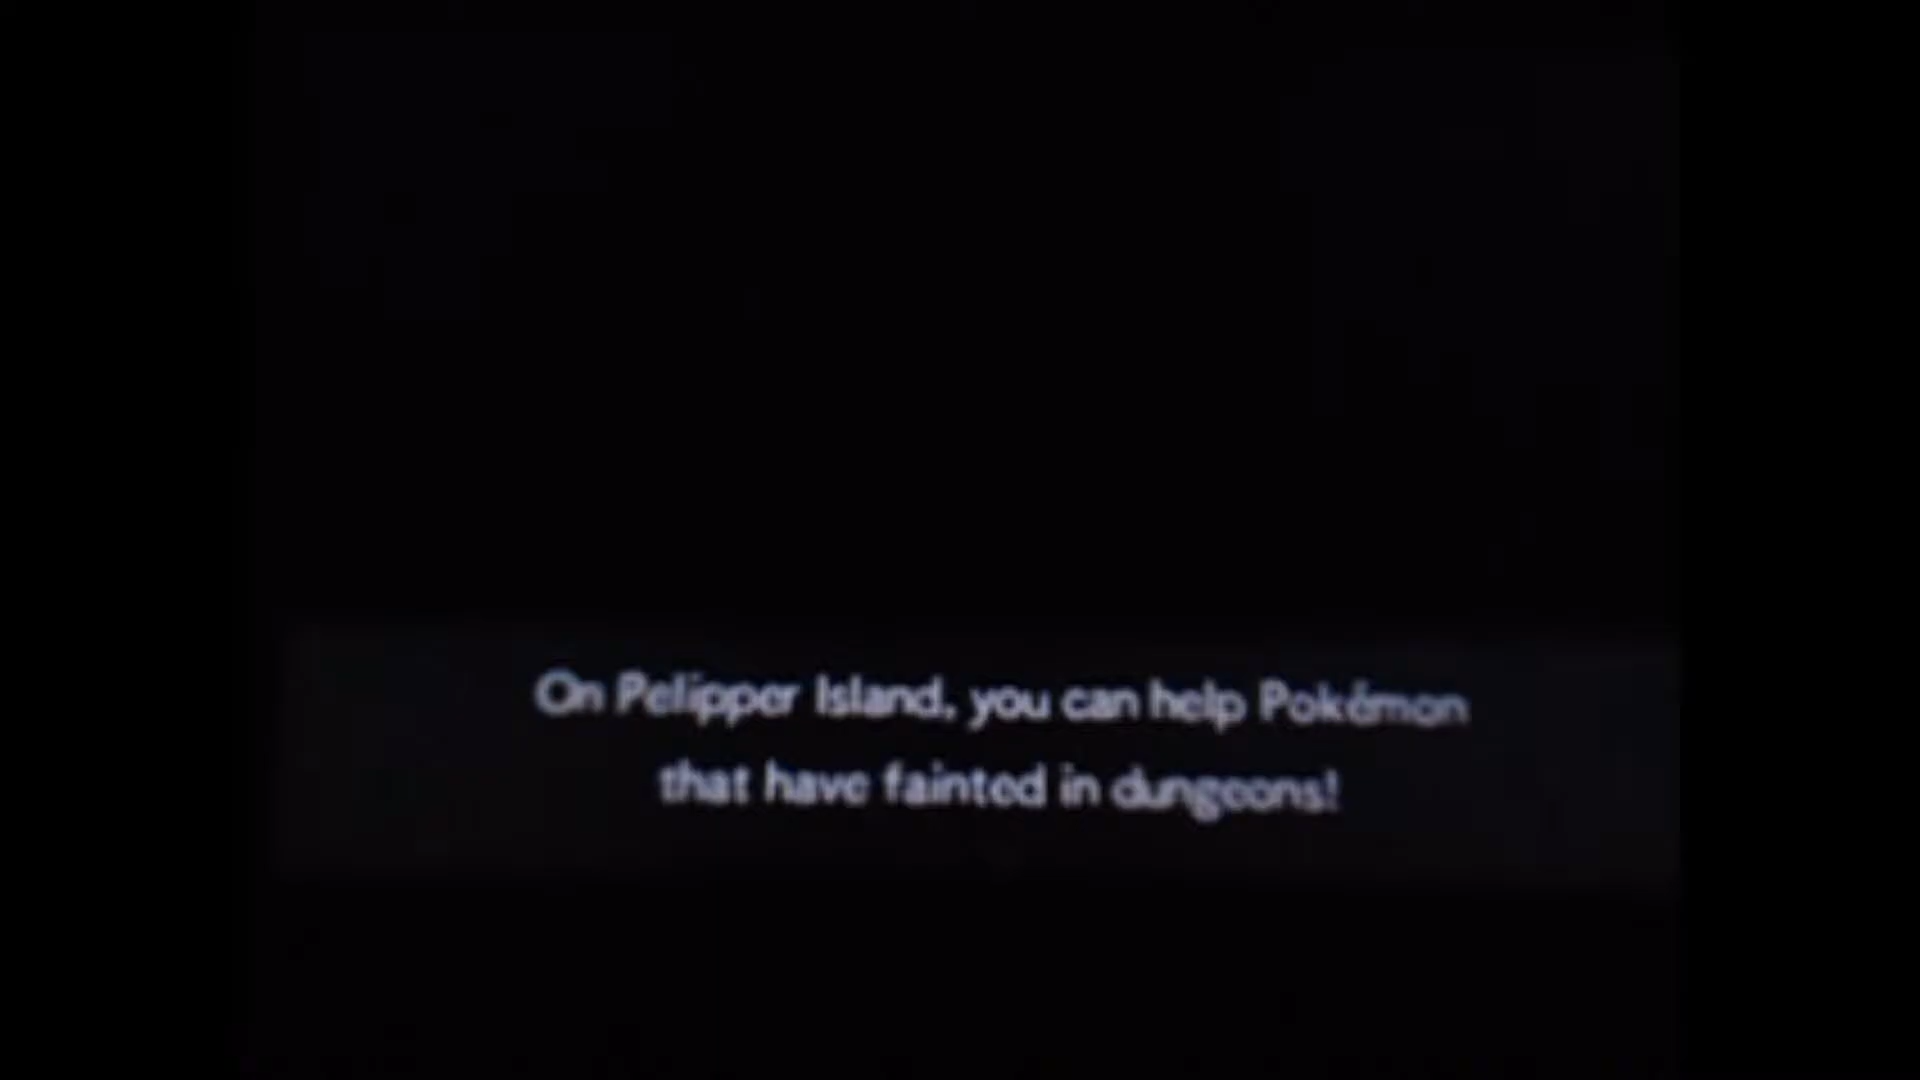 On Pelipper Island, you can help Pokémon
that have fainted in dungeons!